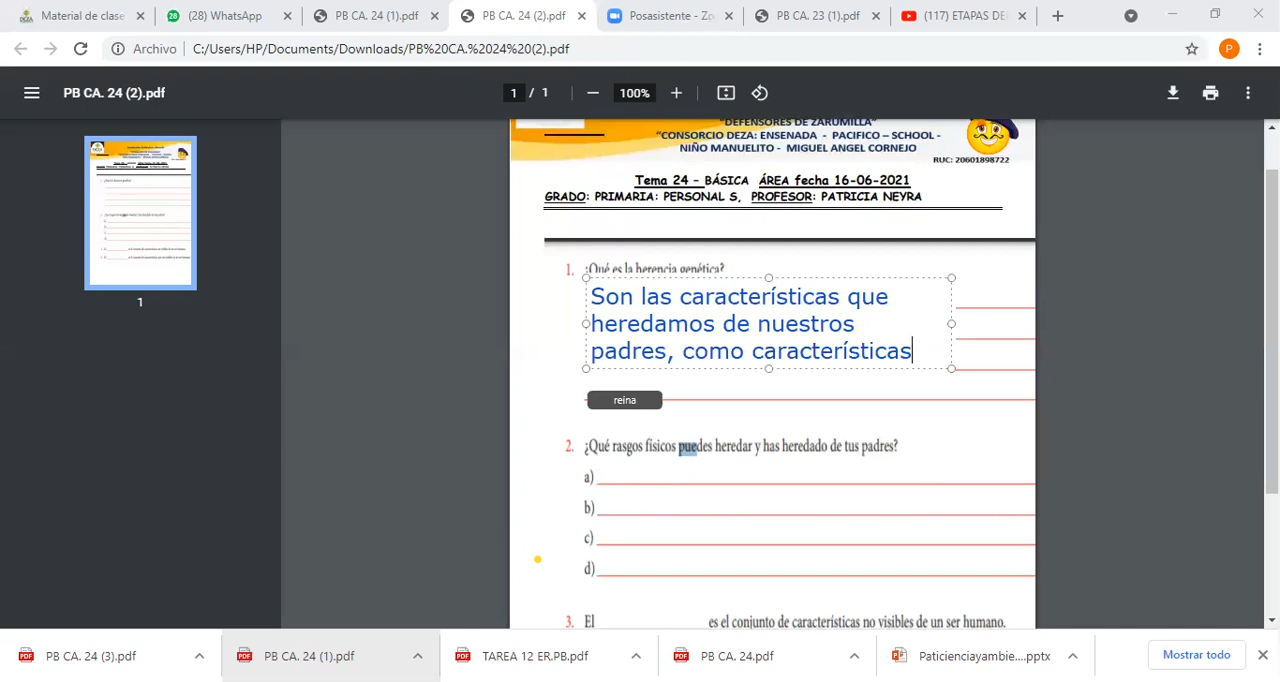 Material de clase
(28) WhatsApp
PB CA. 24 (1).pdf
PB CA. 24 (2).pdf
Posasistente - Zo
PB CA. 23 (1).pdf
(117) ETAPAS DE
Archivo
C:/Users/HP/Documents/Downloads/PB%20CA.%2024%20(2).pdf
P
PB CA. 24 (2).pdf
1 / 1
100%
1
"DEFENSORES DE ZARUMILLA"
"CONSORCIO DEZA: ENSENADA - PACIFICO – SCHOOL -
NIÑO MANUELITO - MIGUEL ANGEL CORNEJO
RUC: 20601898722
Tema 24 – BÁSICA ÁREA fecha 16-06-2021
GRADO: PRIMARIA: PERSONAL S, PROFESOR: PATRICIA NEYRA
1. ¿Qué es la herencia genética?
Son las características que
heredamos de nuestros
padres, como características
reina
2. ¿Qué rasgos físicos puedes heredar y has heredado de tus padres?
a)
b)
c)
d)
3. El es el conjunto de características no visibles de un ser humano.
PB CA. 24 (3).pdf
PB CA. 24 (1).pdf
TAREA 12 ER.PB.pdf
PB CA. 24.pdf
Paticienciayambie....pptx
Mostrar todo